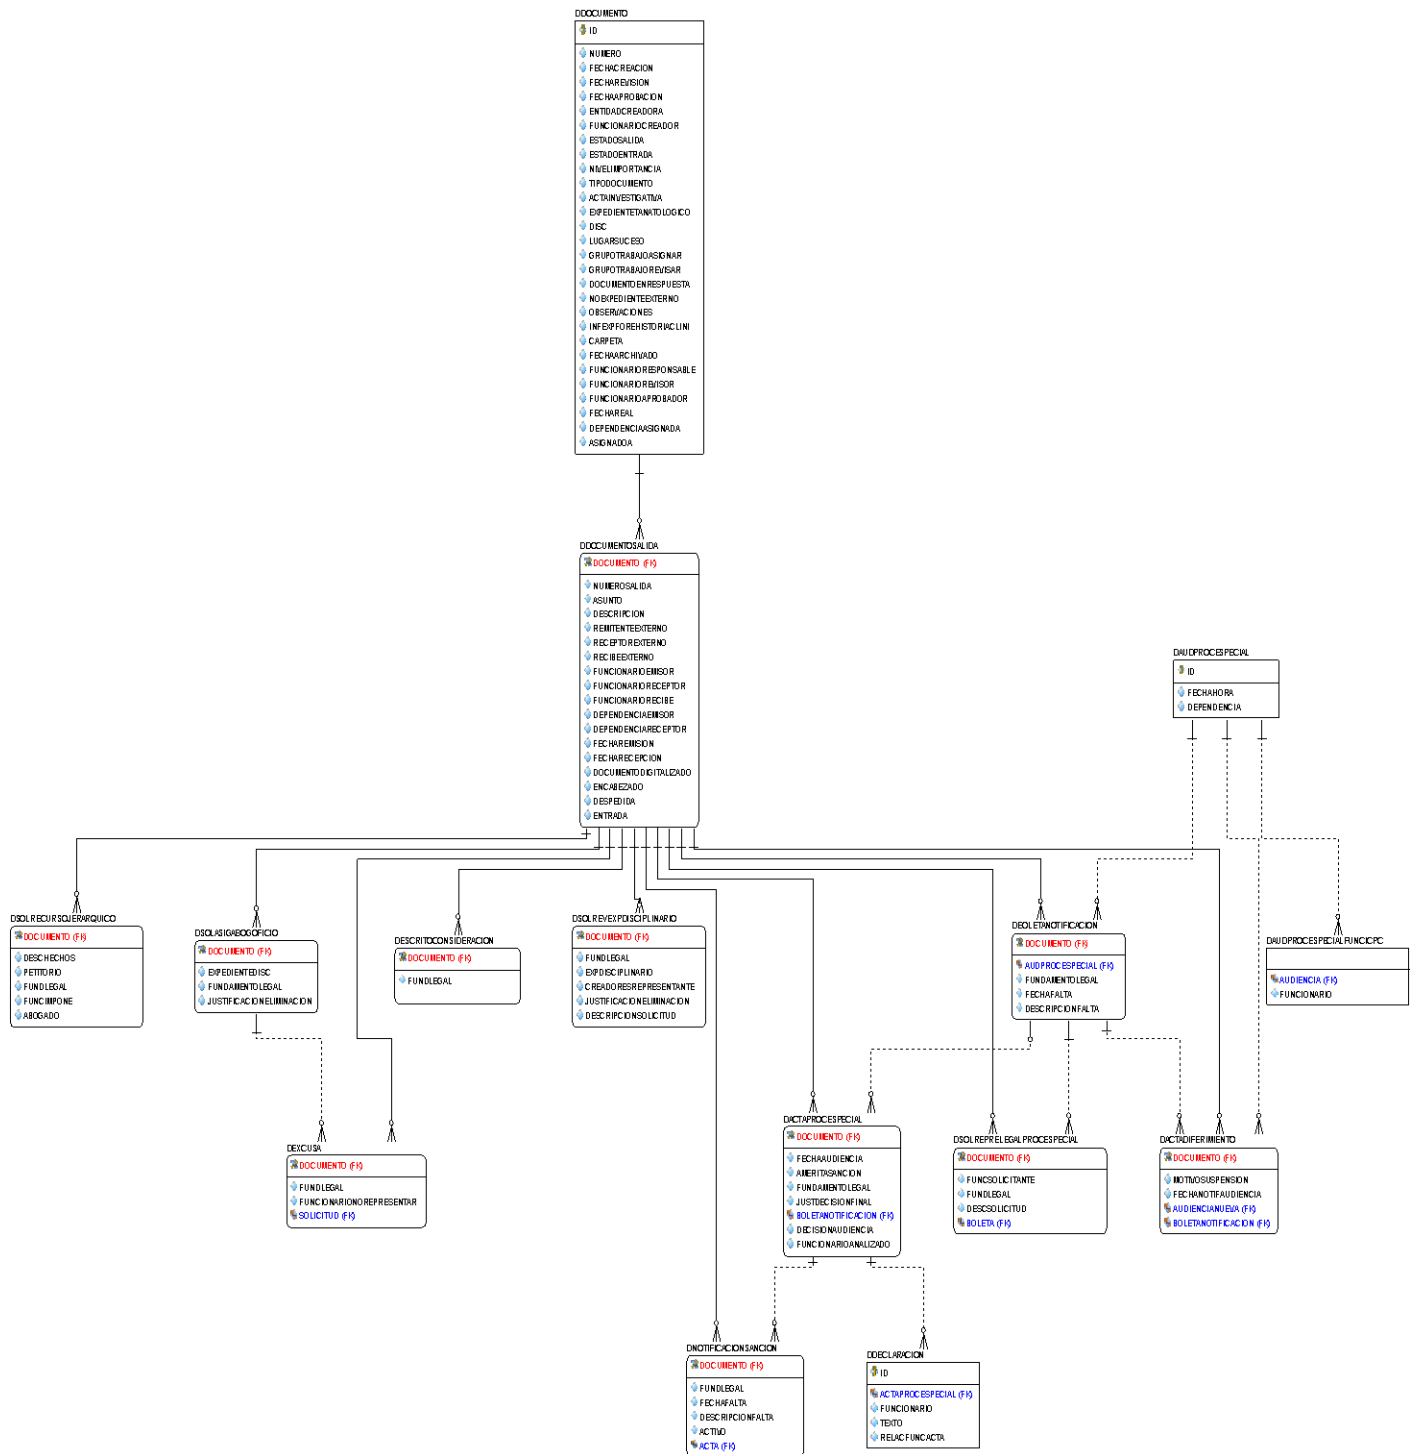 DDOCUMENTO
ID
NUMERO
FECHACREACION
FECHAREVISION
FECHAAPROBACION
ENTIDADCREADORA
FUNCIONARIOCREADOR
ESTADOSALIDA
ESTADOENTRADA
NIVELIMPORTANCIA
TIPODOCUMENTO
ACTAINVESTIGATIVA
EXPEDIENTETANATOLOGICO
DISC
LUGARSUCESO
GRUPOTRABAJOASIGNAR
GRUPOTRABAJOREVISAR
DOCUMENTOENRESPUESTA
NOEXPEDIENTEEXTERNO
OBSERVACIONES
INFEXPFOREHISTORIACLINI
CARPETA
FECHAARCHIVADO
FUNCIONARIORESPONSABLE
FUNCIONARIOREVISOR
FUNCIONARIOAPROBADOR
FECHAREAL
DEPENDENCIAASIGNADA
ASIGNADOA
DDOCUMENTOSALIDA
DOCUMENTO (FK)
NUMEROSALIDA
ASUNTO
DESCRIPCION
REMITENTEEXTERNO
RECEPTOREXTERNO
RECIBEEXTERNO
FUNCIONARIOEMISOR
FUNCIONARIORECEPTOR
FUNCIONARIORECIBE
DEPENDENCIAEMISOR
DEPENDENCIARECEPTOR
FECHAREMISION
FECHARECEPCION
DOCUMENTODIGITALIZADO
ENCABEZADO
DESPEDIDA
ENTRADA
DAUDPROCESPECIAL
ID
FECHAHORA
DEPENDENCIA
DSOLRECURSOJERARQUICO
DOCUMENTO (FK)
DESCHECHOS
PETITORIO
FUNDLEGAL
FUNCIMPONE
ABOGADO
DSOLASIGABOGOFICIO
DOCUMENTO (FK)
EXPEDIENTEDISC
FUNDAMENTOLEGAL
JUSTIFICACIONELIMINACION
DESCRITOCONSIDERACION
DOCUMENTO (FK)
FUNDLEGAL
DSOLREVEXPDISCIPLINARIO
DOCUMENTO (FK)
FUNDLEGAL
EXPDISCIPLINARIO
CREADORESREPRESENTANTE
JUSTIFICACIONELIMINACION
DESCRIPCIONSOLICITUD
DBOLETANOTIFICACION
DOCUMENTO (FK)
AUDPROCESPECIAL (FK)
FUNDAMENTOLEGAL
FECHAFALTA
DESCRIPCIONFALTA
DAUDPROCESPECIALFUNCICPC
AUDIENCIA (FK)
FUNCIONARIO
DEXCUSA
DOCUMENTO (FK)
FUNDLEGAL
FUNCIONARIONOREPRESENTAR
SOLICITUD (FK)
DACTAPROCESPECIAL
DOCUMENTO (FK)
FECHAAUDIENCIA
AMERITASANCION
FUNDAMENTOLEGAL
JUSTDECISIONFINAL
BOLETANOTIFICACION (FK)
DECISIONAUDIENCIA
FUNCIONARIOANALIZADO
DSOLREPRELEGALPROCESPECIAL
DOCUMENTO (FK)
FUNCSOLICITANTE
FUNDLEGAL
DESCSOLICITUD
BOLETA (FK)
DACTADIFERIMIENTO
DOCUMENTO (FK)
MOTIVOSUSPENSION
FECHANOTIFAUDIENCIA
AUDIENCIANUEVA (FK)
BOLETANOTIFICACION (FK)
DNOTIFICACIONSANCION
DOCUMENTO (FK)
FUNDLEGAL
FECHAFALTA
DESCRIPCIONFALTA
ACTIVO
ACTA (FK)
DDECLARACION
ID
ACTAPROCESPECIAL (FK)
FUNCIONARIO
TEXTO
RELACFUNCACTA